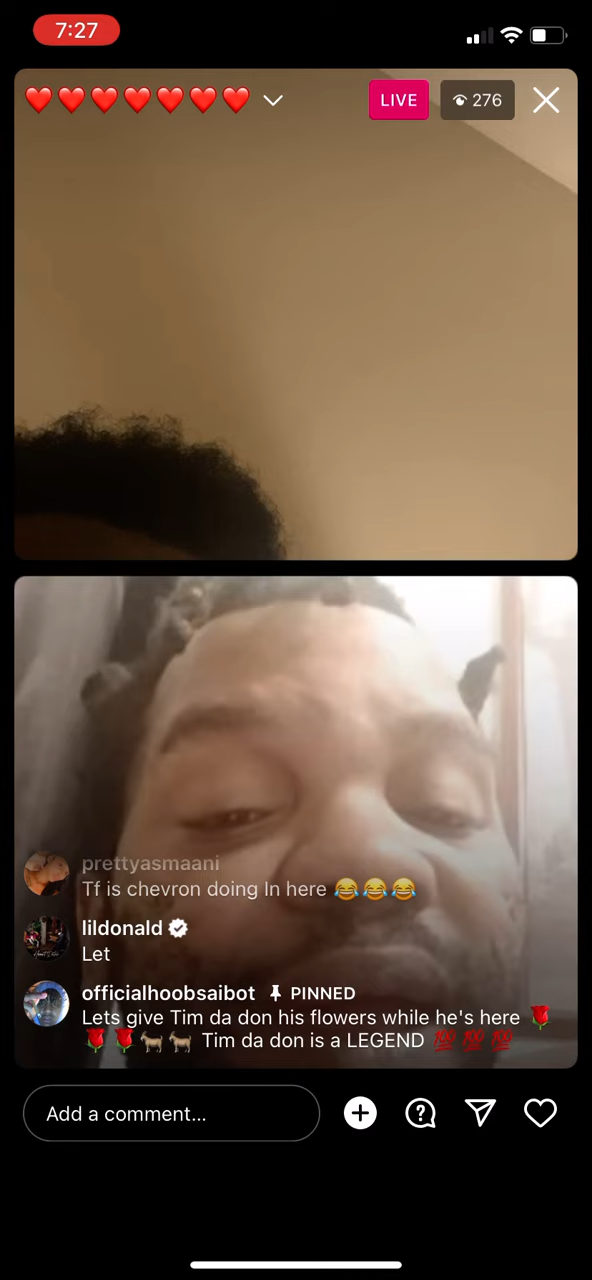 7:27
❤️❤️❤️❤️❤️❤️❤️
LIVE
276
prettyasmaani
Tf is chevron doing In here 😂😂😂
lildonald
Let
officialhoobsaibot PINNED
Lets give Tim da don his flowers while he's here 🌹
🌹🌹🐐🐐 Tim da don is a LEGEND 💯💯💯
Add a comment...